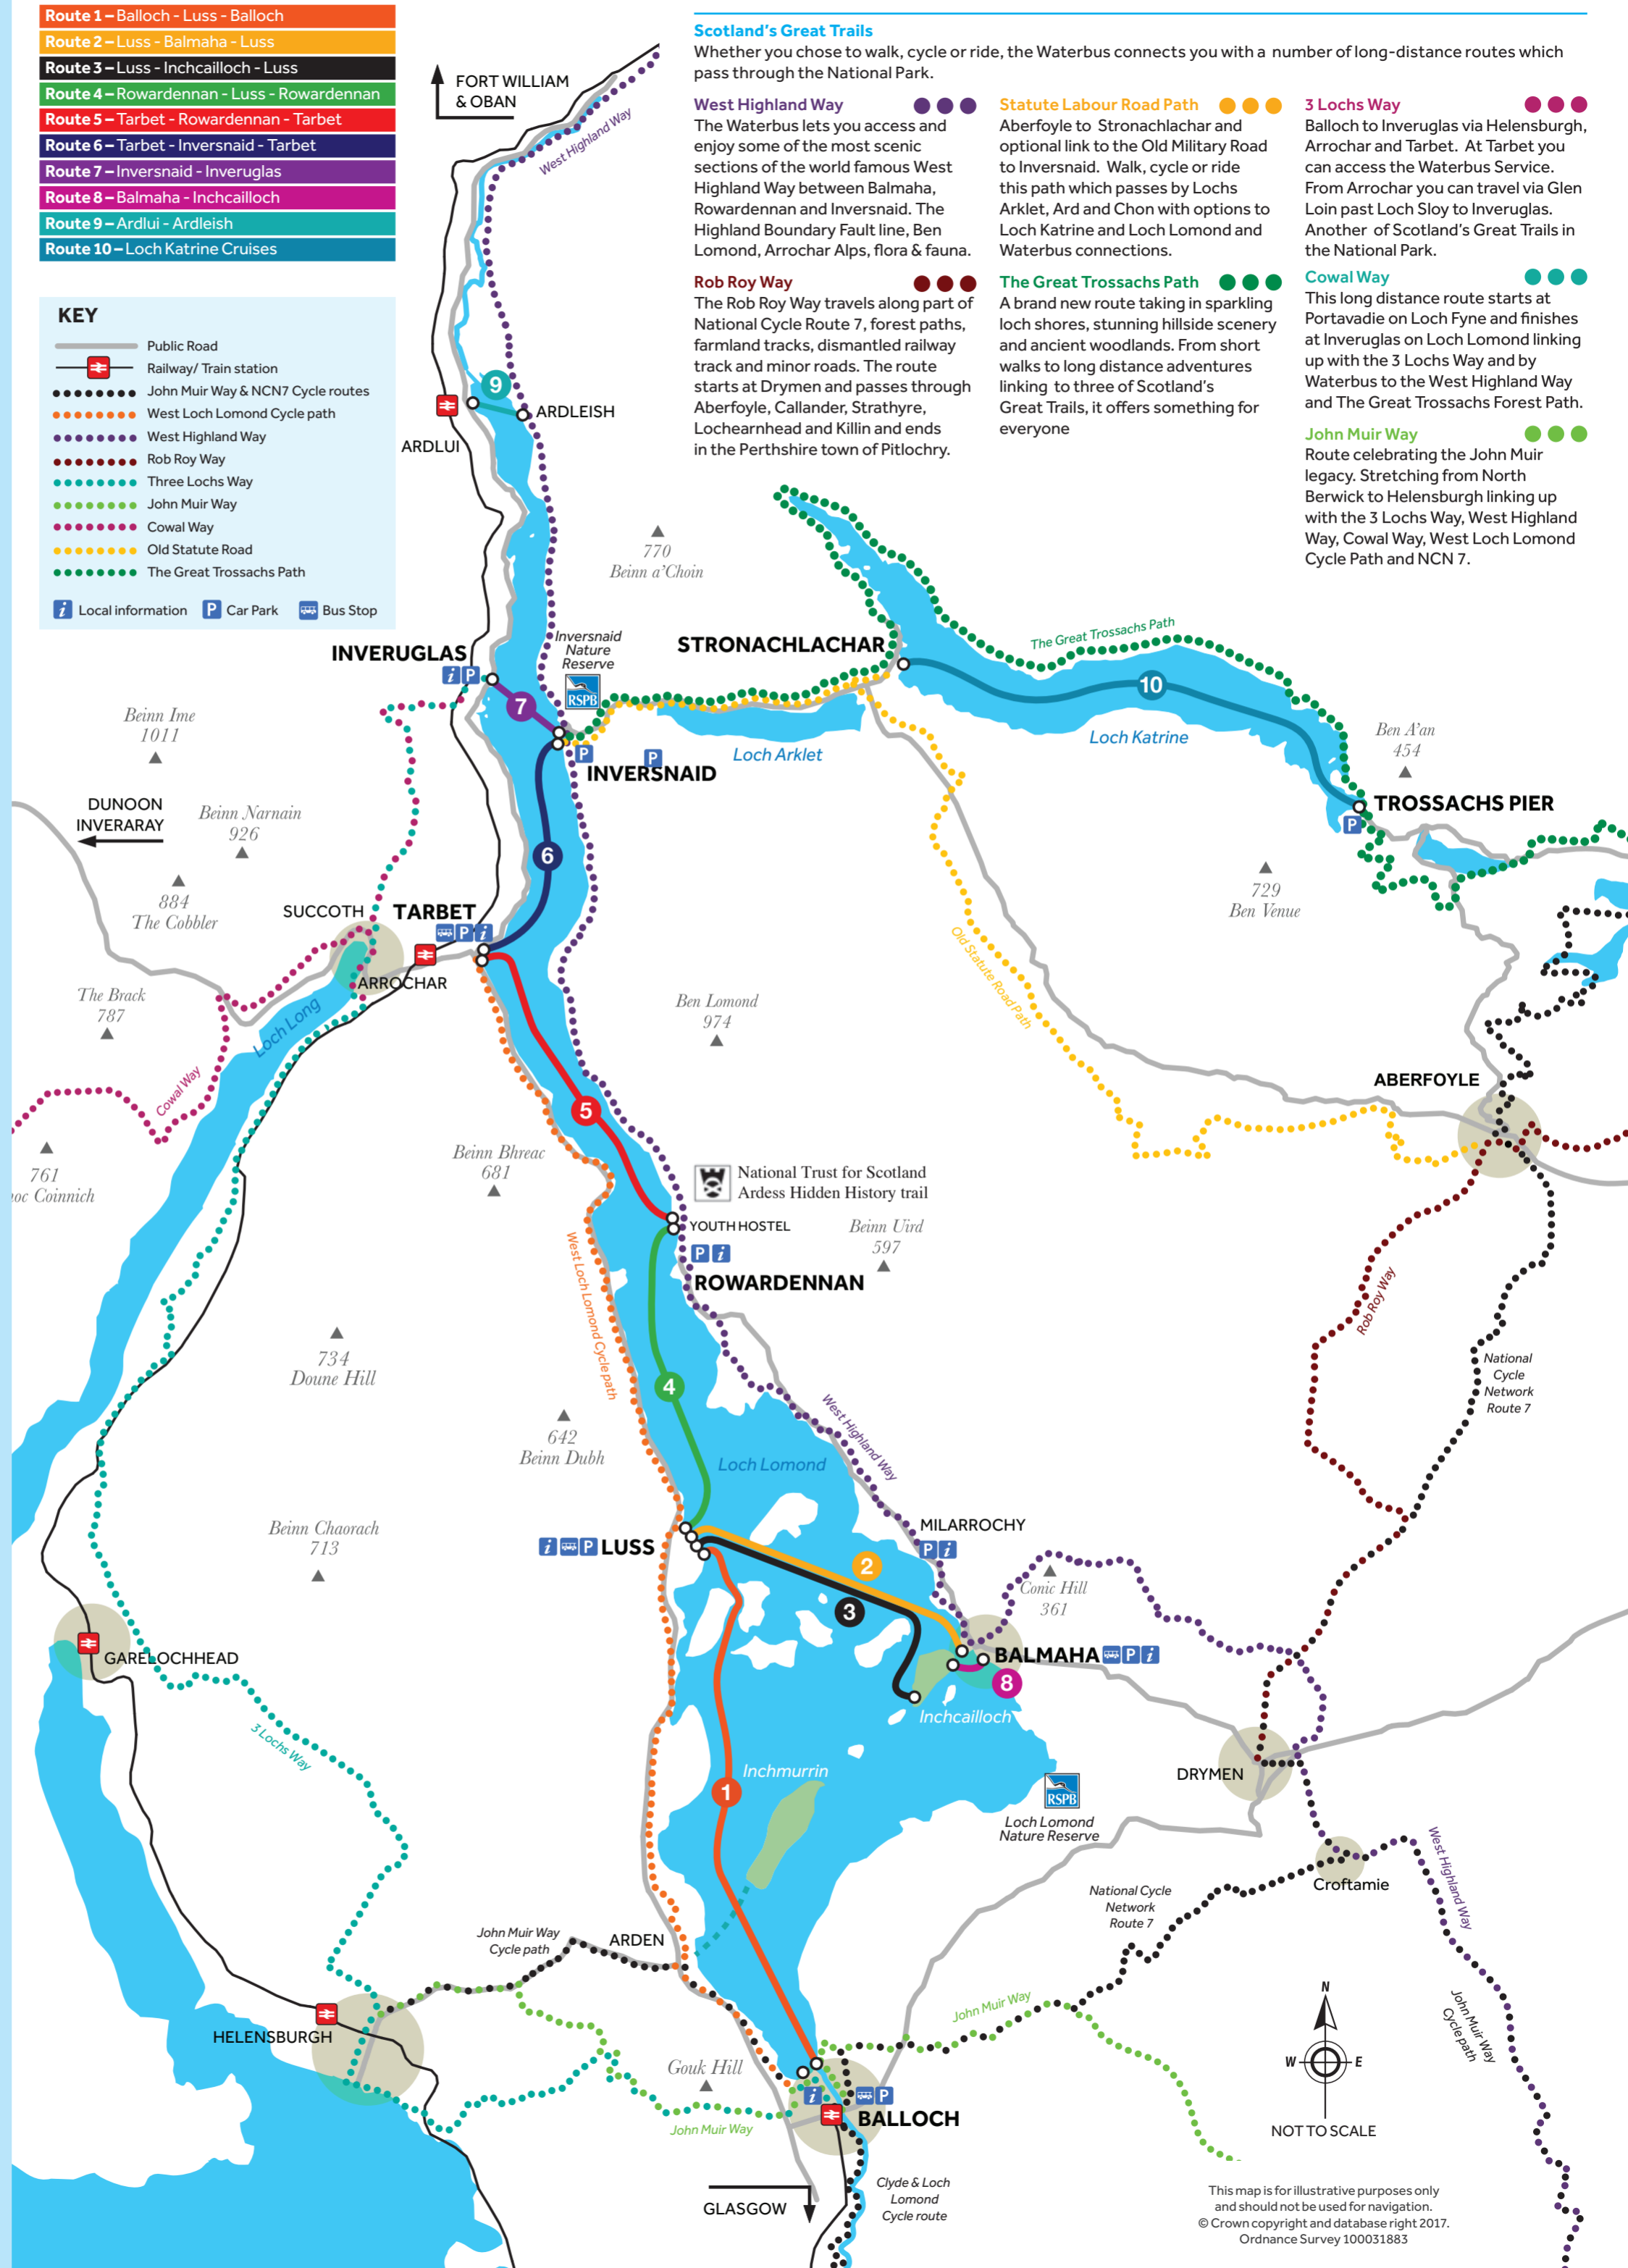 Route 1 – Balloch - Luss - Balloch
Route 2 – Luss - Balmaha - Luss
Route 3 – Luss - Inchcailloch - Luss
Route 4 – Rowardennan - Luss - Rowardennan
Route 5 – Tarbet - Rowardennan - Tarbet
Route 6 – Tarbet - Inversnaid - Tarbet
Route 7 – Inversnaid - Inveruglas
Route 8 – Balmaha - Inchcailloch
Route 9 – Ardlui - Ardleish
Route 10 – Loch Katrine Cruises
KEY
Public Road
Railway/ Train station
John Muir Way & NCN7 Cycle routes
West Loch Lomond Cycle path
West Highland Way
Rob Roy Way
Three Lochs Way
John Muir Way
Cowal Way
Old Statute Road
The Great Trossachs Path
i Local information P Car Park Bus Stop
Scotland's Great Trails
Whether you chose to walk, cycle or ride, the Waterbus connects you with a number of long-distance routes which
pass through the National Park.
West Highland Way
The Waterbus lets you access and
enjoy some of the most scenic
sections of the world famous West
Highland Way between Balmaha,
Rowardennan and Inversnaid. The
Highland Boundary Fault line, Ben
Lomond, Arrochar Alps, flora & fauna.
Rob Roy Way
The Rob Roy Way travels along part of
National Cycle Route 7, forest paths,
farmland tracks, dismantled railway
track and minor roads. The route
starts at Drymen and passes through
Aberfoyle, Callander, Strathyre,
Lochearnhead and Killin and ends
in the Perthshire town of Pitlochry.
Statute Labour Road Path
Aberfoyle to Stronachlachar and
optional link to the Old Military Road
to Inversnaid. Walk, cycle or ride
this path which passes by Lochs
Arklet, Ard and Chon with options to
Loch Katrine and Loch Lomond and
Waterbus connections.
The Great Trossachs Path
A brand new route taking in sparkling
loch shores, stunning hillside scenery
and ancient woodlands. From short
walks to long distance adventures
linking to three of Scotland's
Great Trails, it offers something for
everyone
3 Lochs Way
Balloch to Inveruglas via Helensburgh,
Arrochar and Tarbet. At Tarbet you
can access the Waterbus Service.
From Arrochar you can travel via Glen
Loin past Loch Sloy to Inveruglas.
Another of Scotland's Great Trails in
the National Park.
Cowal Way
This long distance route starts at
Portavadie on Loch Fyne and finishes
at Inveruglas on Loch Lomond linking
up with the 3 Lochs Way and by
Waterbus to the West Highland Way
and The Great Trossachs Forest Path.
John Muir Way
Route celebrating the John Muir
legacy. Stretching from North
Berwick to Helensburgh linking up
with the 3 Lochs Way, West Highland
Way, Cowal Way, West Loch Lomond
Cycle Path and NCN 7.
FORT WILLIAM
& OBAN
West Highland Way
9
ARDLEISH
ARDLUI
770
Beinn a'Choin
INVERUGLAS
i P
7
Inversnaid
Nature
Reserve
RSPB
STRONACHLACHAR
The Great Trossachs Path
10
Loch Katrine
Loch Arklet
P
P
INVERSNAID
Ben A'an
454
TROSSACHS PIER
P
729
Ben Venue
Beinn Ime
1011
DUNOON
INVERARAY
Beinn Narnain
926
884
The Cobbler
SUCCOTH
TARBET
P i
6
ARROCHAR
Loch Long
The Brack
787
Cowal Way
761
oc Coinnich
Ben Lomond
974
Old Statute Road Path
ABERFOYLE
5
Beinn Bhreac
681
National Trust for Scotland
Ardess Hidden History trail
YOUTH HOSTEL
P i
ROWARDENNAN
Beinn Uird
597
West Loch Lomond Cycle path
Rob Roy Way
National
Cycle
Network
Route 7
734
Doune Hill
4
642
Beinn Dubh
West Highland Way
Loch Lomond
Beinn Chaorach
713
i P LUSS
MILARROCHY
P i
2
3
Conic Hill
361
BALMAHA P i
8
Inchcailloch
GARELOCHHEAD
3 Lochs Way
Inchmurrin
1
RSPB
Loch Lomond
Nature Reserve
DRYMEN
Croftamie
West Highland Way
National Cycle
Network
Route 7
John Muir Way
Cycle path
ARDEN
HELENSBURGH
John Muir Way
John Muir Way
Cycle path
Gouk Hill
John Muir Way
i P
BALLOCH
GLASGOW
Clyde & Loch
Lomond
Cycle route
N
W E
NOT TO SCALE
This map is for illustrative purposes only
and should not be used for navigation.
© Crown copyright and database right 2017.
Ordnance Survey 100031883